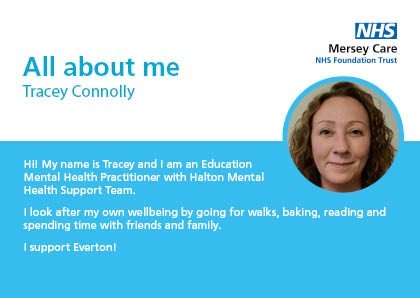 NHS
Mersey Care
NHS Foundation Trust
All about me
Tracey Connolly
Hi! My name is Tracey and I am an Education
Mental Health Practitioner with Halton Mental
Health Support Team.
I look after my own wellbeing by going for walks, baking, reading and
spending time with friends and family.
I support Everton!